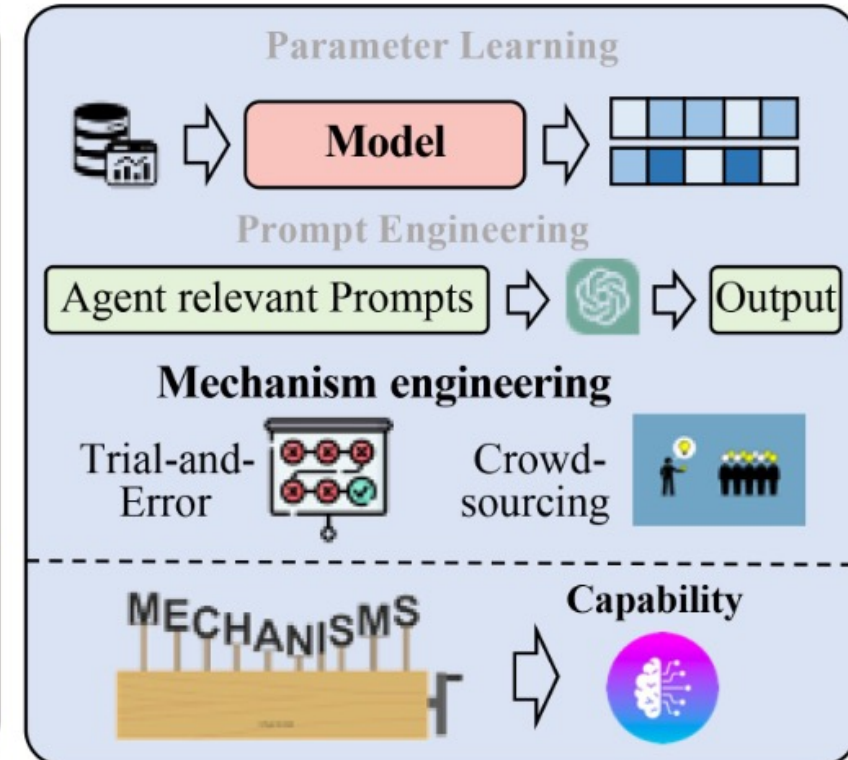 Parameter Learning
Model
Prompt Engineering
Agent relevant Prompts
Output
Mechanism engineering
Trial-and-
Error
Crowd-
sourcing
MECHANISMS
Capability